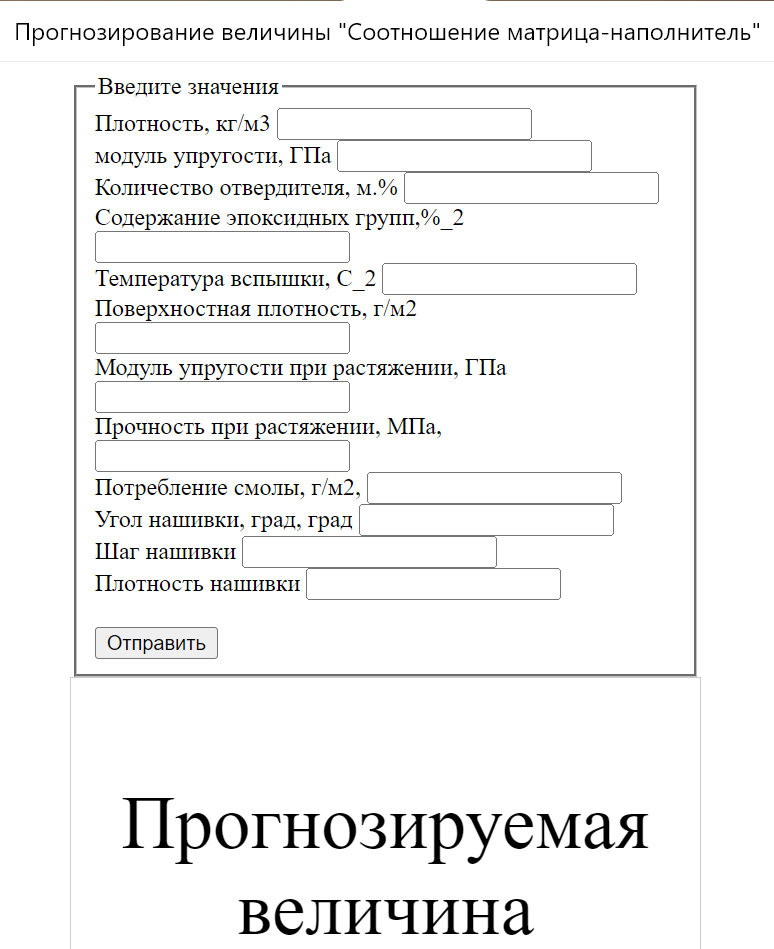 Прогнозирование величины "Соотношение матрица-наполнитель"
Введите значения
Плотность, кг/м3
модуль упругости, ГПа
Количество отвердителя, м.%
Содержание эпоксидных групп,%_2
Температура вспышки, С_2
Поверхностная плотность, г/м2
Модуль упругости при растяжении, ГПа
Прочность при растяжении, МПа,
Потребление смолы, г/м2,
Угол нашивки, град, град
Шаг нашивки
Плотность нашивки
Отправить
Прогнозируемая
величина